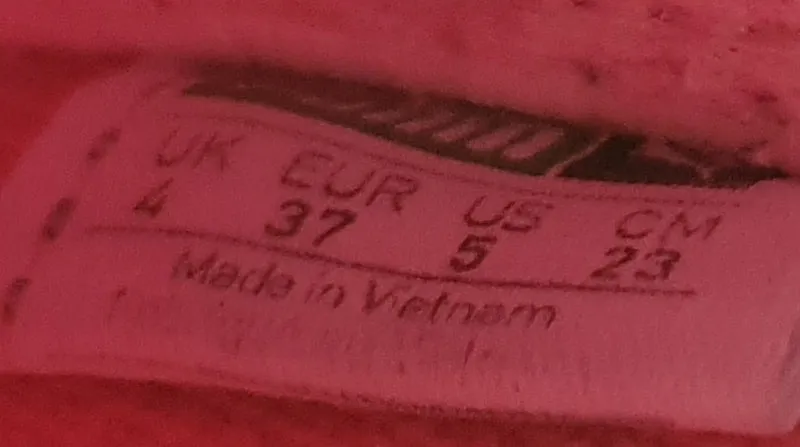 UK EUR US CM
4 37 5 23
Made in Vietnam